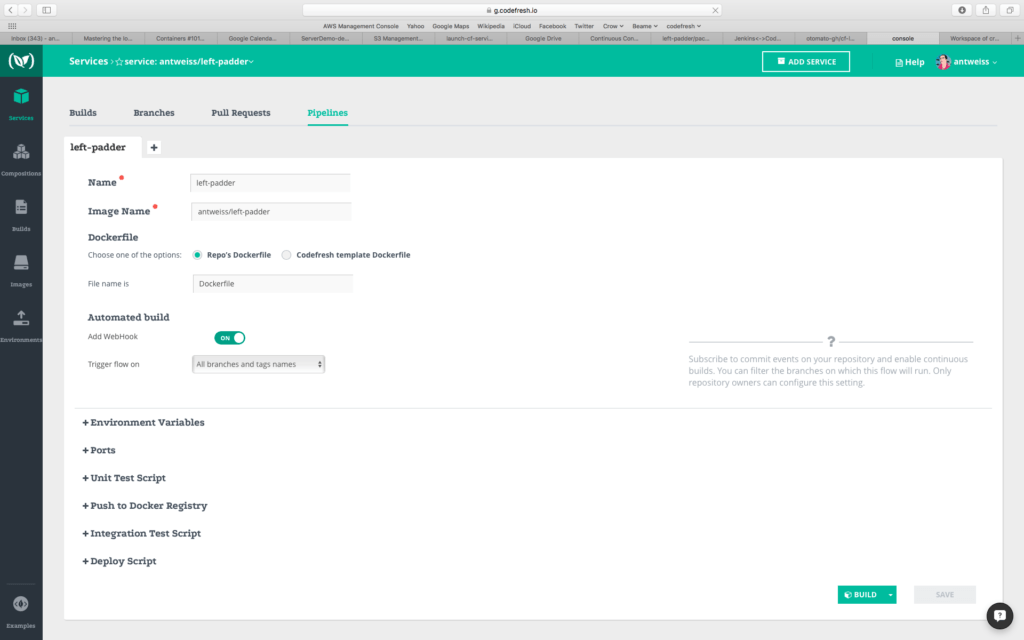 g.codefresh.io
AWS Management Console Yahoo Google Maps Wikipedia iCloud Facebook Twitter Crow Beame codefresh
Inbox (343) - an... Mastering the lo... Containers #101... Google Calenda... ServerDemo-de... S3 Management... launch-cf-servi... Google Drive Continuous Con... left-padder/pac... Jenkins<->Cod... otomato-gh/cf-l... console Workspace of cr...
Services › service: antweiss/left-padder
ADD SERVICE
Help
antweiss
Services
Compositions
Builds
Images
Environments
Examples
Builds Branches Pull Requests Pipelines
left-padder +
Name left-padder
Image Name antweiss/left-padder
Dockerfile
Choose one of the options: Repo's Dockerfile Codefresh template Dockerfile
File name is Dockerfile
Automated build
Add WebHook ON
Trigger flow on All branches and tags names
?
Subscribe to commit events on your repository and enable continuous
builds. You can filter the branches on which this flow will run. Only
repository owners can configure this setting.
+ Environment Variables
+ Ports
+ Unit Test Script
+ Push to Docker Registry
+ Integration Test Script
+ Deploy Script
BUILD SAVE